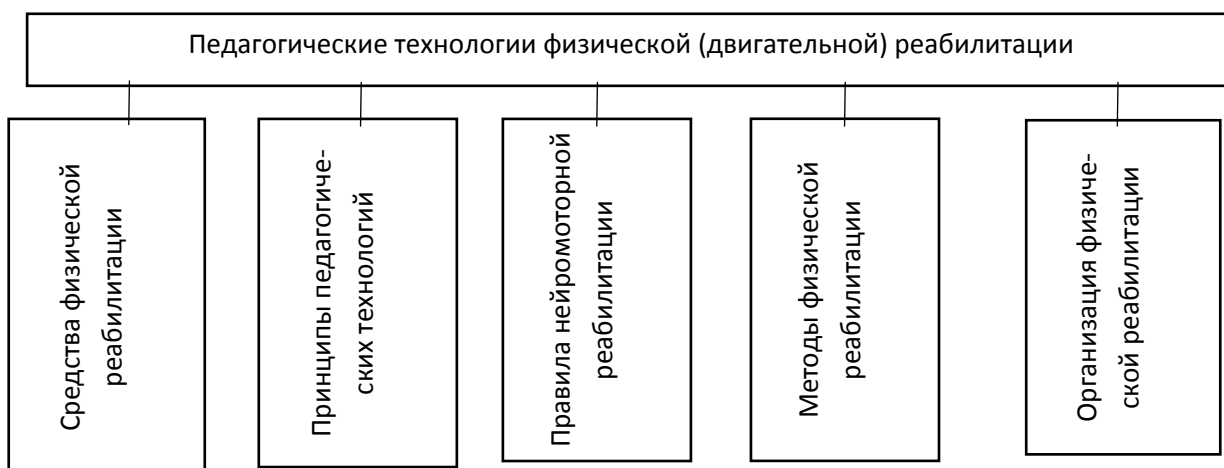 Педагогические технологии физической (двигательной) реабилитации
Средства физической
реабилитации
Принципы педагогиче-
ских технологий
Правила нейромоторной
реабилитации
Методы физической
реабилитации
Организация физиче-
ской реабилитации